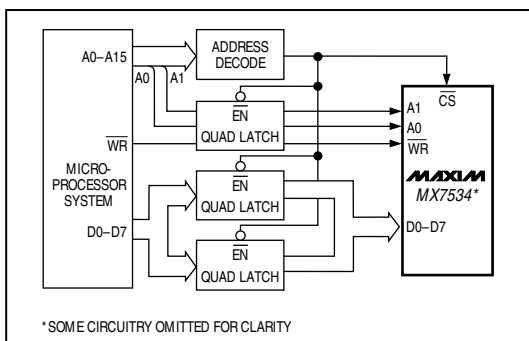 A0–A15
A0
A1
ADDRESS
DECODE
CS
EN
QUAD LATCH
A1
A0
WR
WR
MICRO-
PROCESSOR
SYSTEM
MAXIM
MX7534*
EN
QUAD LATCH
D0–D7
D0–D7
EN
QUAD LATCH
*SOME CIRCUITRY OMITTED FOR CLARITY